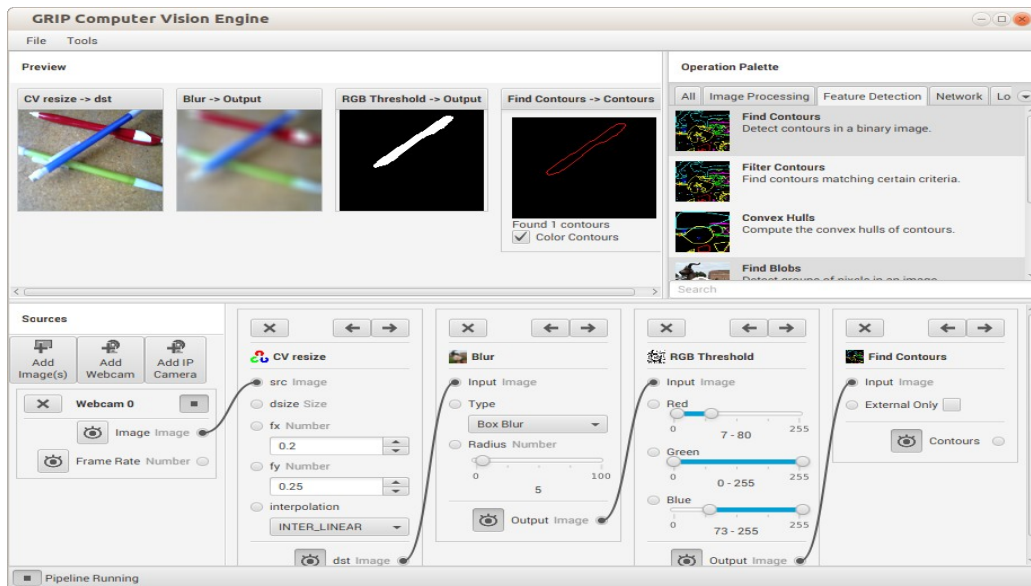 GRIP Computer Vision Engine
File Tools
Preview
CV resize -> dst
Blur -> Output
RGB Threshold -> Output
Find Contours -> Contours
Found 1 contours
Color Contours
Operation Palette
All Image Processing Feature Detection Network Lo
Find Contours
Detect contours in a binary image.
Filter Contours
Find contours matching certain criteria.
Convex Hulls
Compute the convex hulls of contours.
Find Blobs
Detect groups of pixels in an image.
Search
Sources
Add Image(s)
Add Webcam
Add IP Camera
Webcam 0
Image Image
Frame Rate Number
CV resize
src Image
dsize Size
fx Number
0.2
fy Number
0.25
interpolation
INTER_LINEAR
dst Image
Blur
Input Image
Type
Box Blur
Radius Number
0 100
5
Output Image
RGB Threshold
Input Image
Red
0 255
7 - 80
Green
0 255
0 - 255
Blue
0 255
73 - 255
Output Image
Find Contours
Input Image
External Only
Contours
Pipeline Running